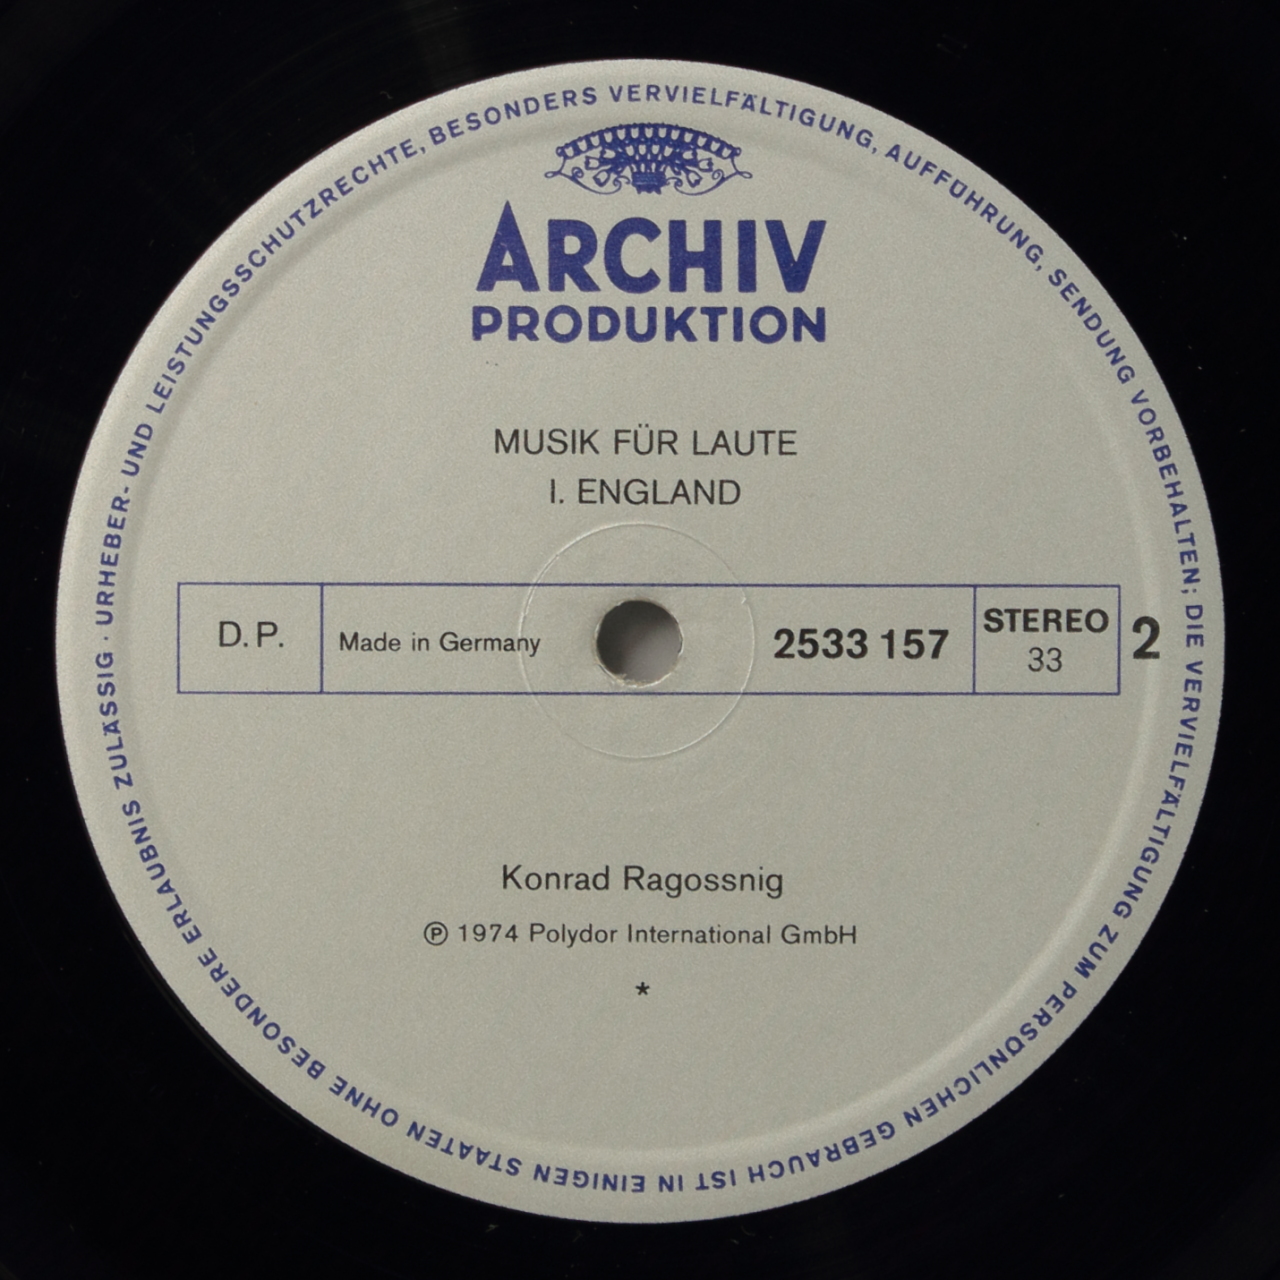 URHEBER- UND LEISTUNGSSCHUTZRECHTE, BESONDERS VERVIELFÄLTIGUNG, AUFFÜHRUNG, SENDUNG VORBEHALTEN; DIE VERVIELFÄLTIGUNG ZUM PERSÖNLICHEN GEBRAUCH IST IN EINIGEN STAATEN OHNE BESONDERE ERLAUBNIS ZULÄSSIG ·
ARCHIV
PRODUKTION
MUSIK FÜR LAUTE
I. ENGLAND
D. P. Made in Germany 2533 157 STEREO 2
33
Konrad Ragossnig
℗ 1974 Polydor International GmbH
*